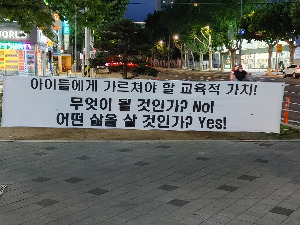 아이들에게 가르쳐야 할 교육적 가치!
무엇이 될 것인가? No!
어떤 삶을 살 것인가? Yes!